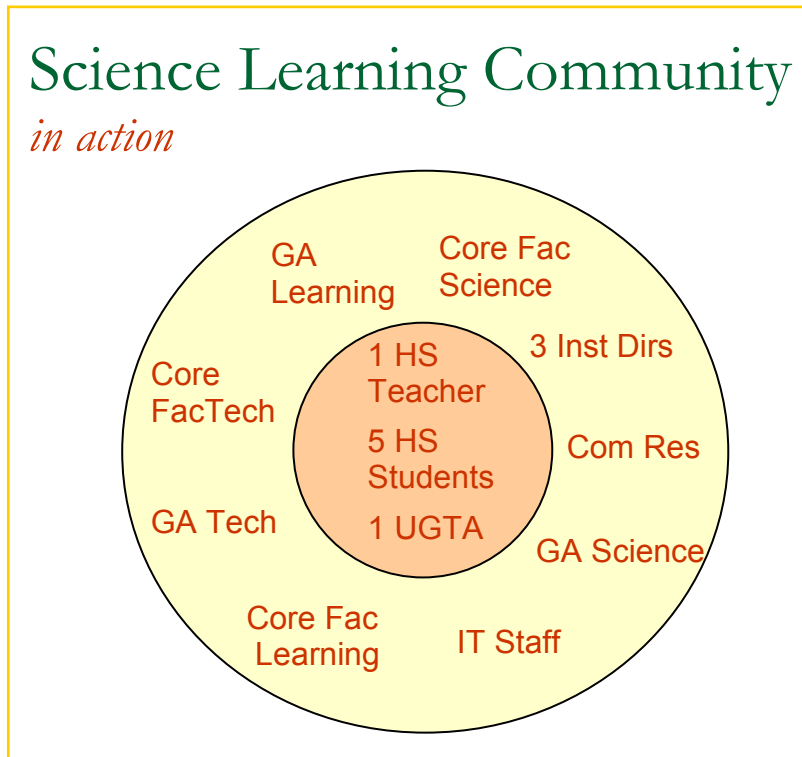 Science Learning Community
in action
GA
Learning
Core Fac
Science
3 Inst Dirs
1 HS
Teacher
Core
FacTech
5 HS
Students
Com Res
GA Tech
1 UGTA
GA Science
Core Fac
Learning
IT Staff